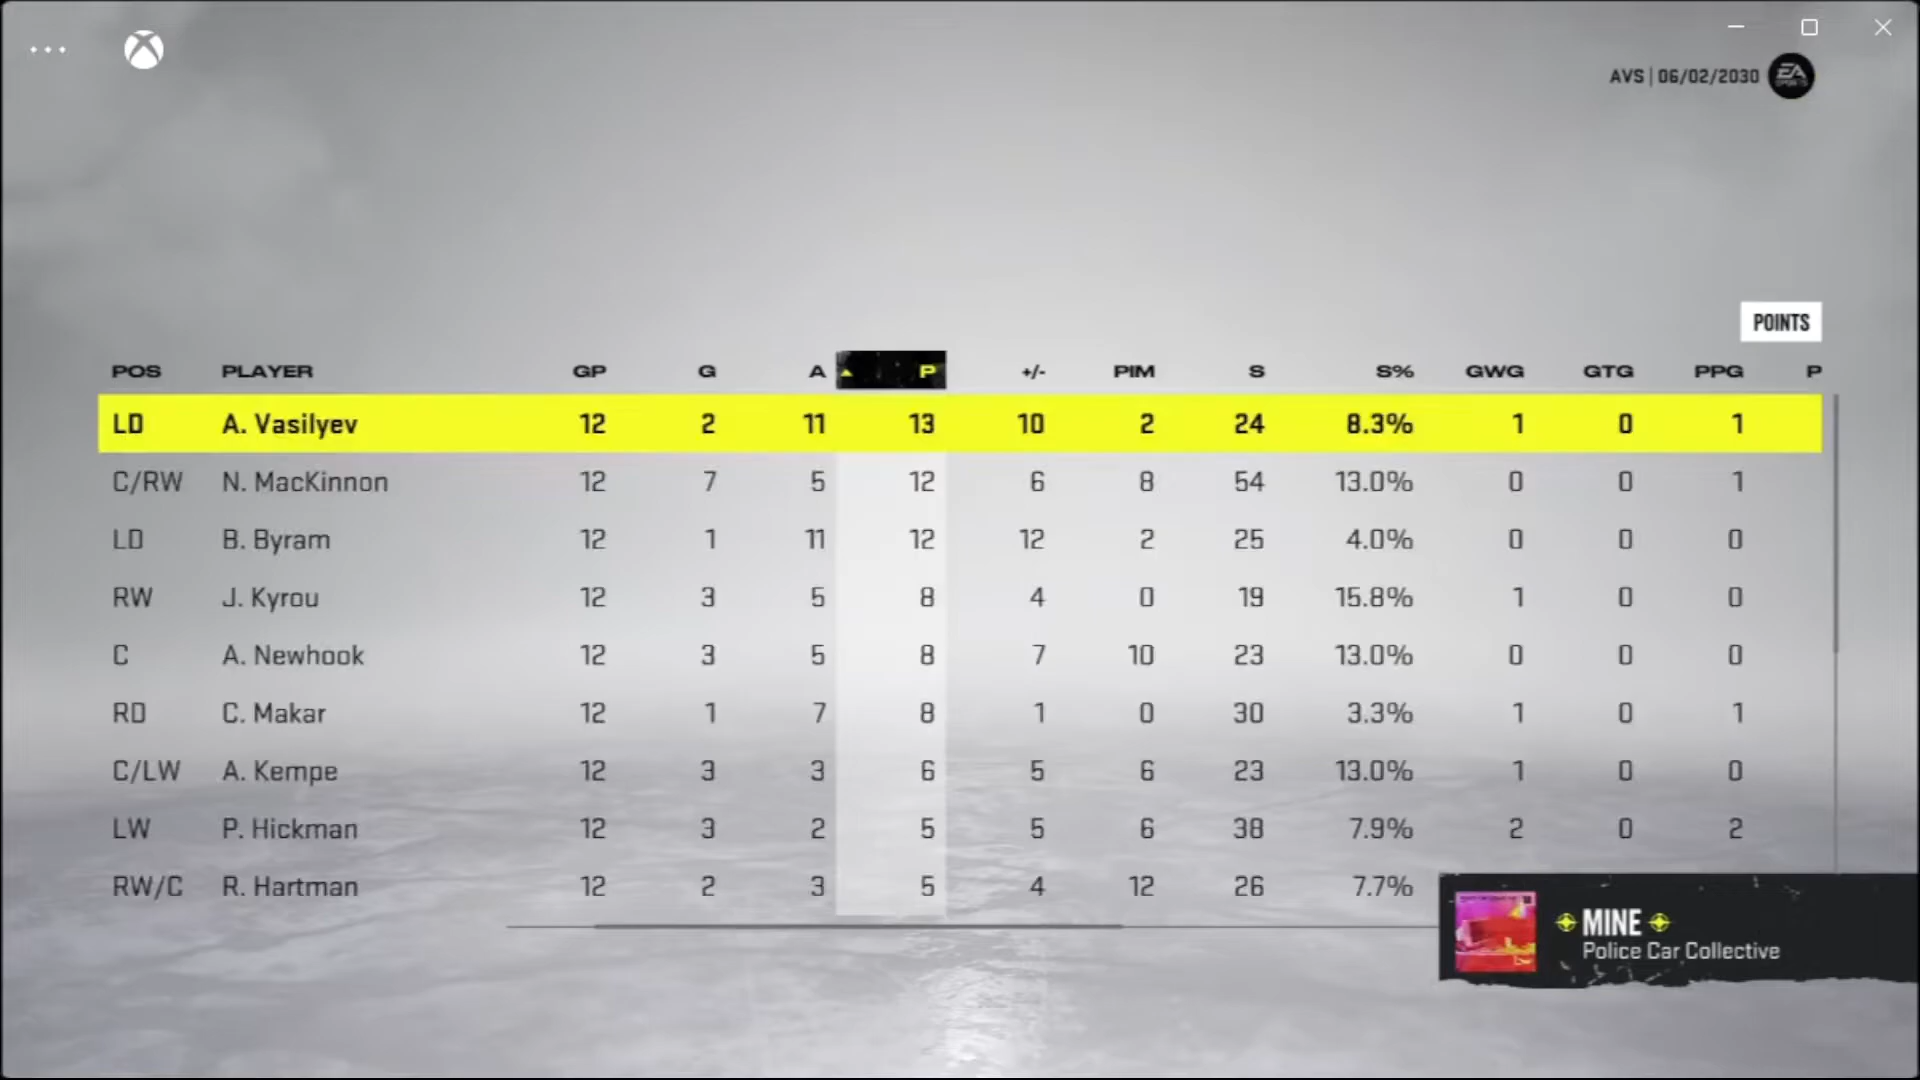 AVS | 06/02/2030 EA SPORTS
POINTS
POS PLAYER GP G A P +/- PIM S S% GWG GTG PPG P
LD A. Vasilyev 12 2 11 13 10 2 24 8.3% 1 0 1
C/RW N. MacKinnon 12 7 5 12 6 8 54 13.0% 0 0 1
LD B. Byram 12 1 11 12 12 2 25 4.0% 0 0 0
RW J. Kyrou 12 3 5 8 4 0 19 15.8% 1 0 0
C A. Newhook 12 3 5 8 7 10 23 13.0% 0 0 0
RD C. Makar 12 1 7 8 1 0 30 3.3% 1 0 1
C/LW A. Kempe 12 3 3 6 5 6 23 13.0% 1 0 0
LW P. Hickman 12 3 2 5 5 6 38 7.9% 2 0 2
RW/C R. Hartman 12 2 3 5 4 12 26 7.7%
MINE
Police Car Collective